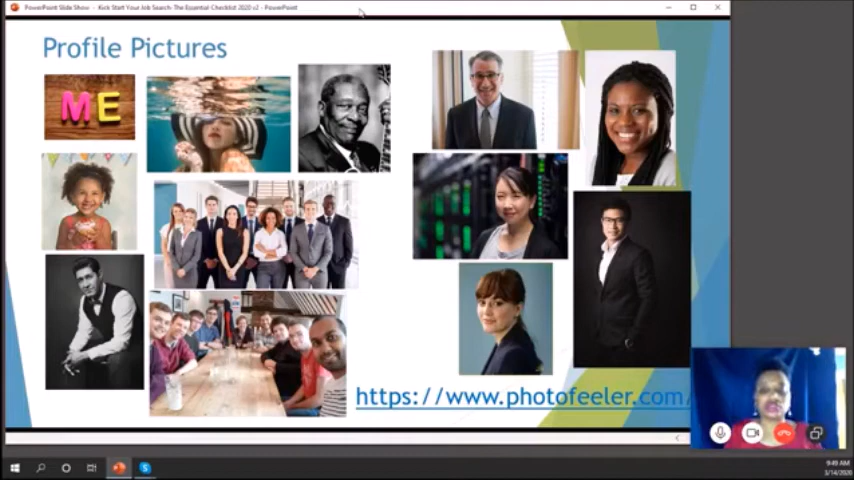 PowerPoint Slide Show - Kick Start Your Job Search- The Essential Checklist 2020 v2 - PowerPoint
Profile Pictures
ME
https://www.photofeeler.com/
9:49 AM
3/14/2020